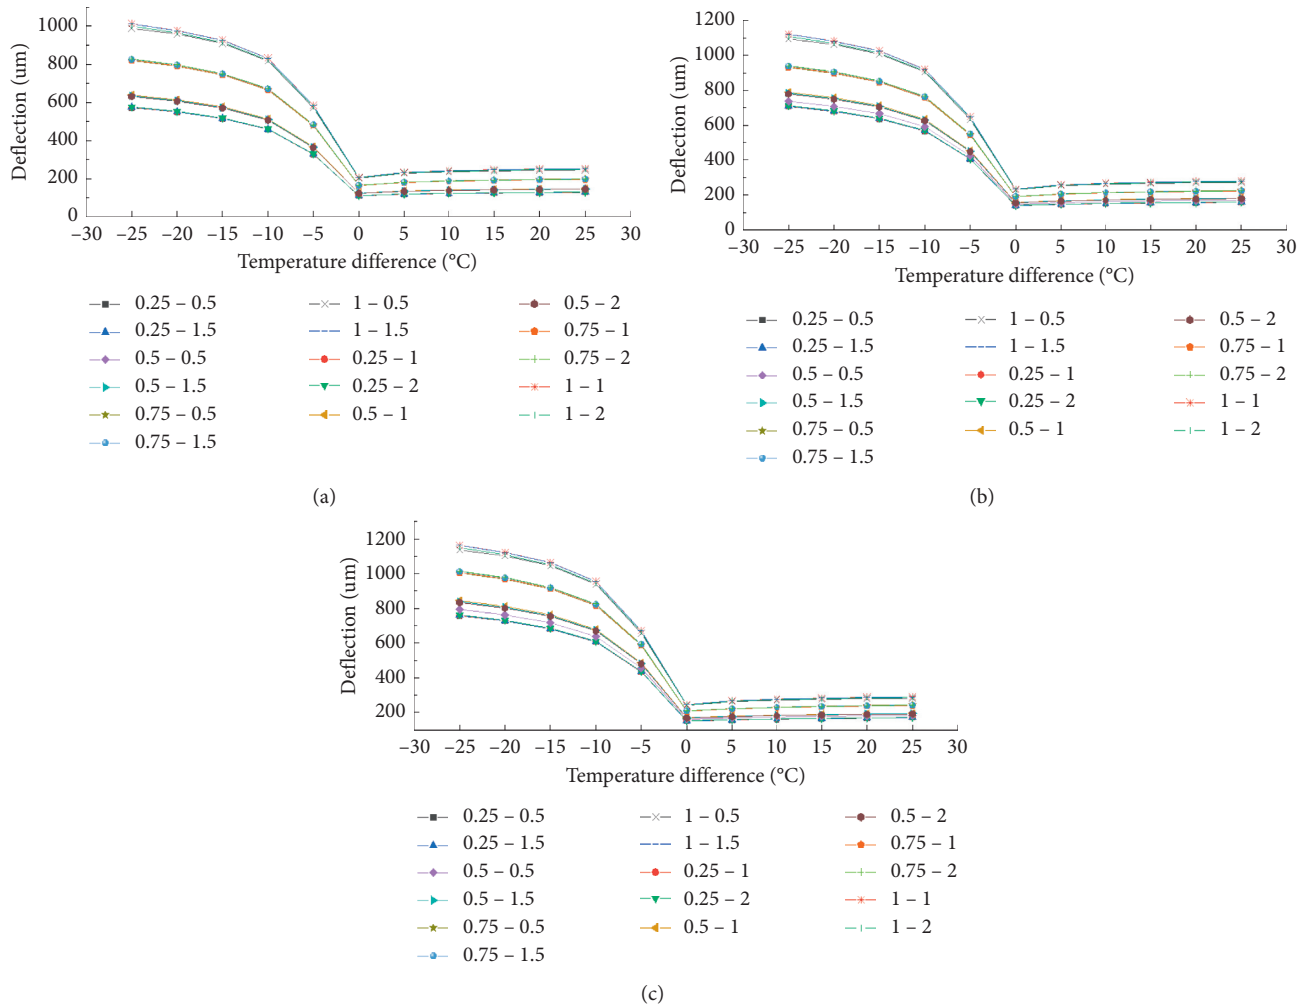 1000
800
600
400
200
0
Deflection (um)
–30 –25 –20 –15 –10 –5 0 5 10 15 20 25 30
Temperature difference (°C)
0.25 – 0.5 1 – 0.5 0.5 – 2
0.25 – 1.5 1 – 1.5 0.75 – 1
0.5 – 0.5 0.25 – 1 0.75 – 2
0.5 – 1.5 0.25 – 2 1 – 1
0.75 – 0.5 0.5 – 1 1 – 2
0.75 – 1.5
(a)
1200
1000
800
600
400
200
0
Deflection (um)
–30 –25 –20 –15 –10 –5 0 5 10 15 20 25 30
Temperature difference (°C)
0.25 – 0.5 1 – 0.5 0.5 – 2
0.25 – 1.5 1 – 1.5 0.75 – 1
0.5 – 0.5 0.25 – 1 0.75 – 2
0.5 – 1.5 0.25 – 2 1 – 1
0.75 – 0.5 0.5 – 1 1 – 2
0.75 – 1.5
(b)
1200
1000
800
600
400
200
Deflection (um)
–30 –25 –20 –15 –10 –5 0 5 10 15 20 25 30
Temperature difference (°C)
0.25 – 0.5 1 – 0.5 0.5 – 2
0.25 – 1.5 1 – 1.5 0.75 – 1
0.5 – 0.5 0.25 – 1 0.75 – 2
0.5 – 1.5 0.25 – 2 1 – 1
0.75 – 0.5 0.5 – 1 1 – 2
0.75 – 1.5
(c)